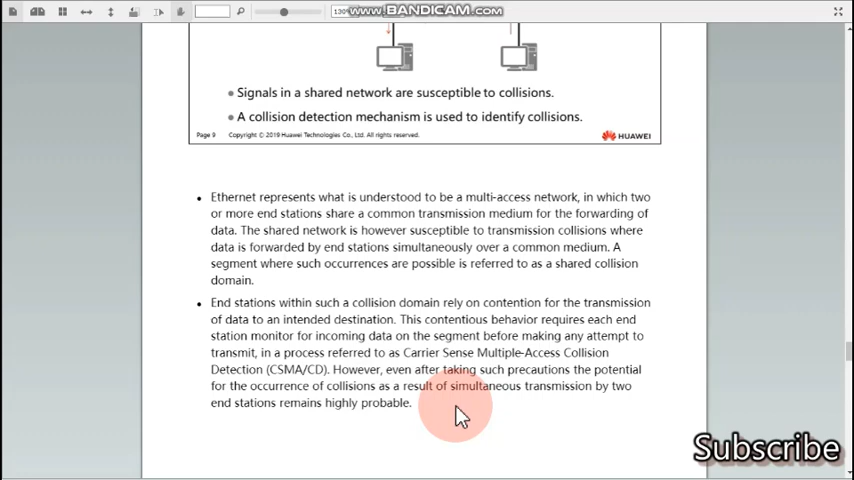 130%
www.BANDICAM.com
Signals in a shared network are susceptible to collisions.
A collision detection mechanism is used to identify collisions.
Page 9 Copyright © 2019 Huawei Technologies Co., Ltd. All rights reserved.
HUAWEI
• Ethernet represents what is understood to be a multi-access network, in which two
or more end stations share a common transmission medium for the forwarding of
data. The shared network is however susceptible to transmission collisions where
data is forwarded by end stations simultaneously over a common medium. A
segment where such occurrences are possible is referred to as a shared collision
domain.
• End stations within such a collision domain rely on contention for the transmission
of data to an intended destination. This contentious behavior requires each end
station monitor for incoming data on the segment before making any attempt to
transmit, in a process referred to as Carrier Sense Multiple-Access Collision
Detection (CSMA/CD). However, even after taking such precautions the potential
for the occurrence of collisions as a result of simultaneous transmission by two
end stations remains highly probable.
Subscribe